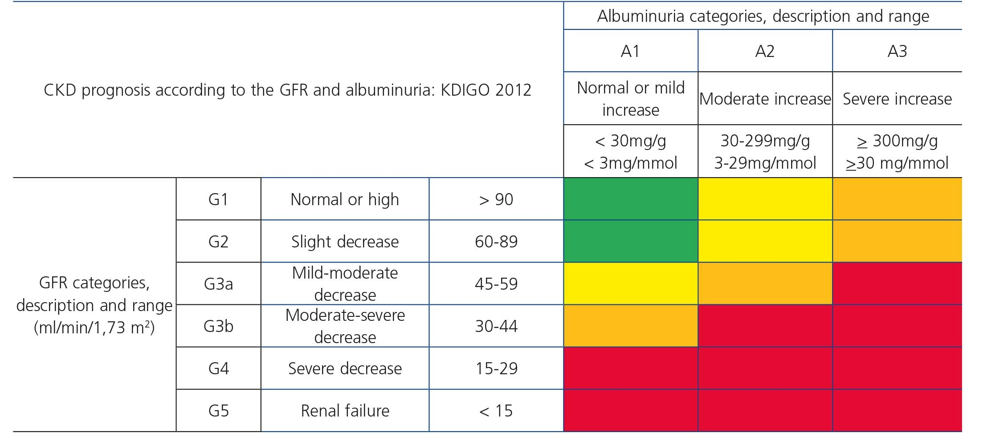 Albuminuria categories, description and range
A1
A2
A3
CKD prognosis according to the GFR and albuminuria: KDIGO 2012
Normal or mild
increase
Moderate increase
Severe increase
< 30mg/g
< 3mg/mmol
30-299mg/g
3-29mg/mmol
≥ 300mg/g
≥30 mg/mmol
GFR categories,
description and range
(ml/min/1,73 m²)
G1
Normal or high
> 90
G2
Slight decrease
60-89
G3a
Mild-moderate
decrease
45-59
G3b
Moderate-severe
decrease
30-44
G4
Severe decrease
15-29
G5
Renal failure
< 15